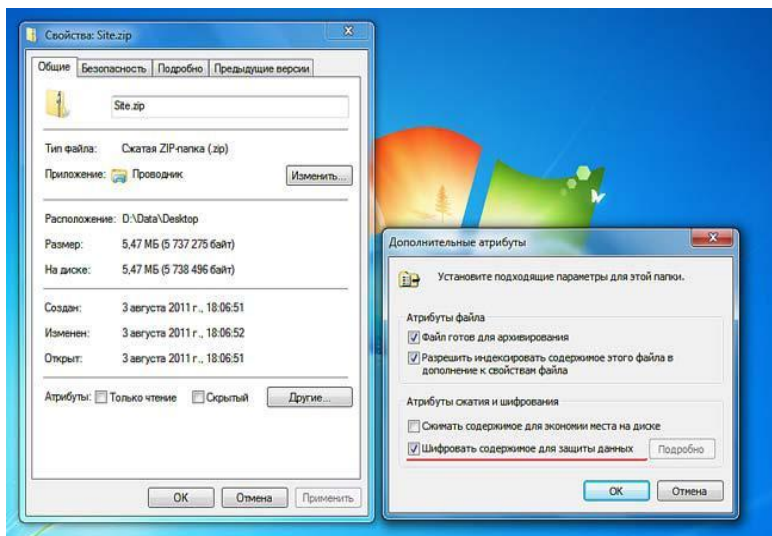 Свойства: Site.zip
Общие Безопасность Подробно Предыдущие версии
Site.zip
Тип файла: Сжатая ZIP-папка (.zip)
Приложение: Проводник Изменить...
Расположение: D:\Data\Desktop
Размер: 5,47 МБ (5 737 275 байт)
На диске: 5,47 МБ (5 738 496 байт)
Создан: 3 августа 2011 г., 18:06:51
Изменен: 3 августа 2011 г., 18:06:52
Открыт: 3 августа 2011 г., 18:06:51
Атрибуты: Только чтение Скрытый Другие...
OK Отмена Применить
Дополнительные атрибуты
Установите подходящие параметры для этой папки.
Атрибуты файла
Файл готов для архивирования
Разрешить индексировать содержимое этого файла в
дополнение к свойствам файла
Атрибуты сжатия и шифрования
Сжимать содержимое для экономии места на диске
Шифровать содержимое для защиты данных Подробно
OK Отмена